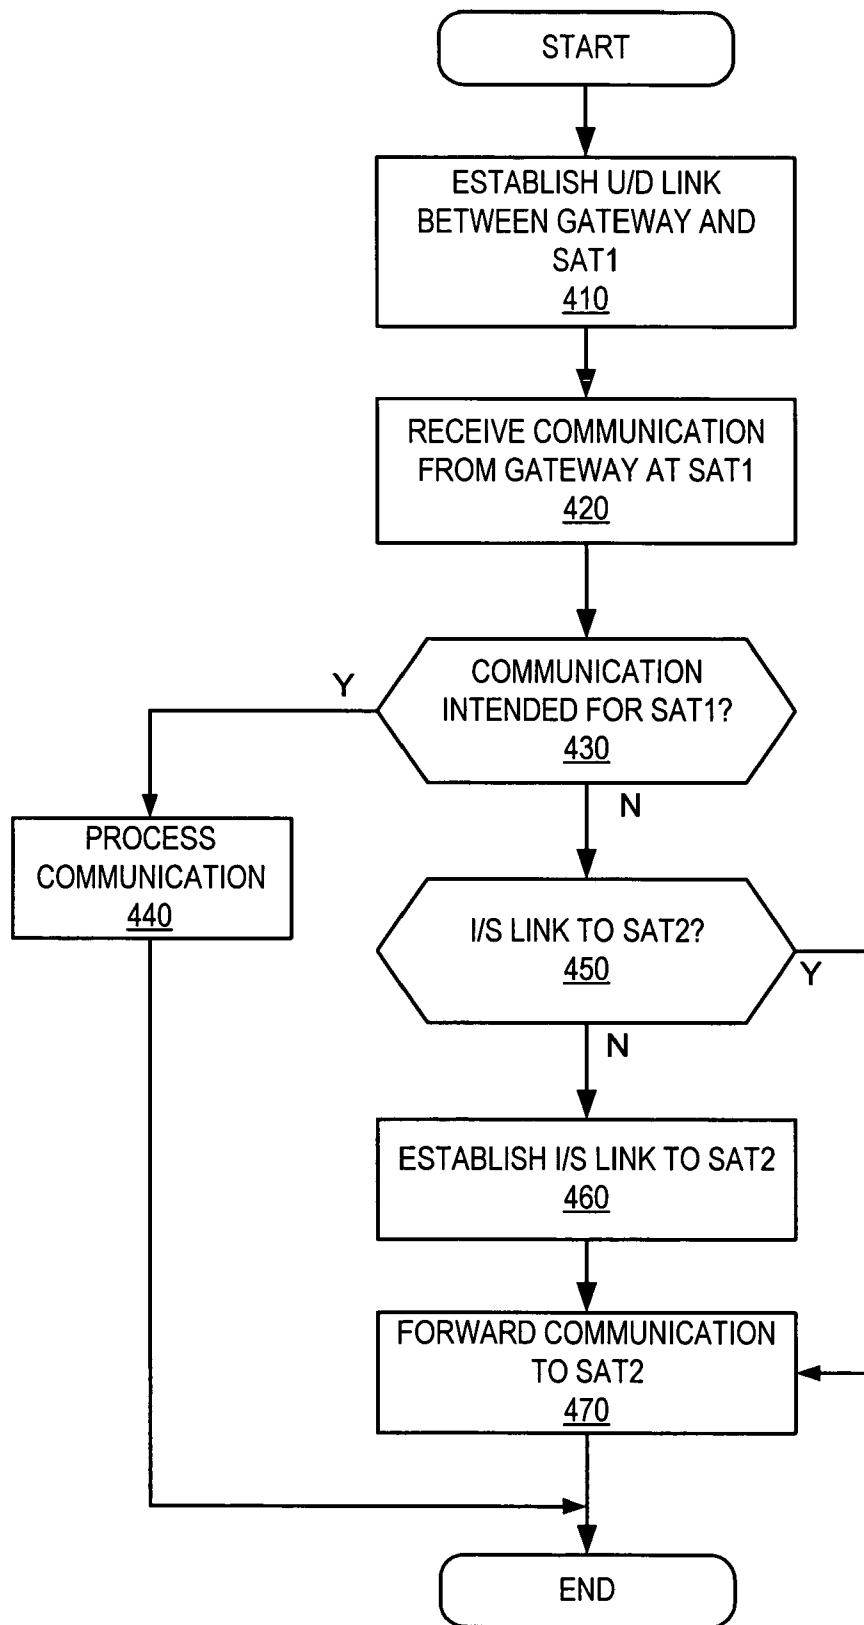 START
ESTABLISH U/D LINK
BETWEEN GATEWAY AND
SAT1
410
RECEIVE COMMUNICATION
FROM GATEWAY AT SAT1
420
COMMUNICATION
INTENDED FOR SAT1?
430
Y
N
PROCESS
COMMUNICATION
440
I/S LINK TO SAT2?
450
Y
N
ESTABLISH I/S LINK TO SAT2
460
FORWARD COMMUNICATION
TO SAT2
470
END